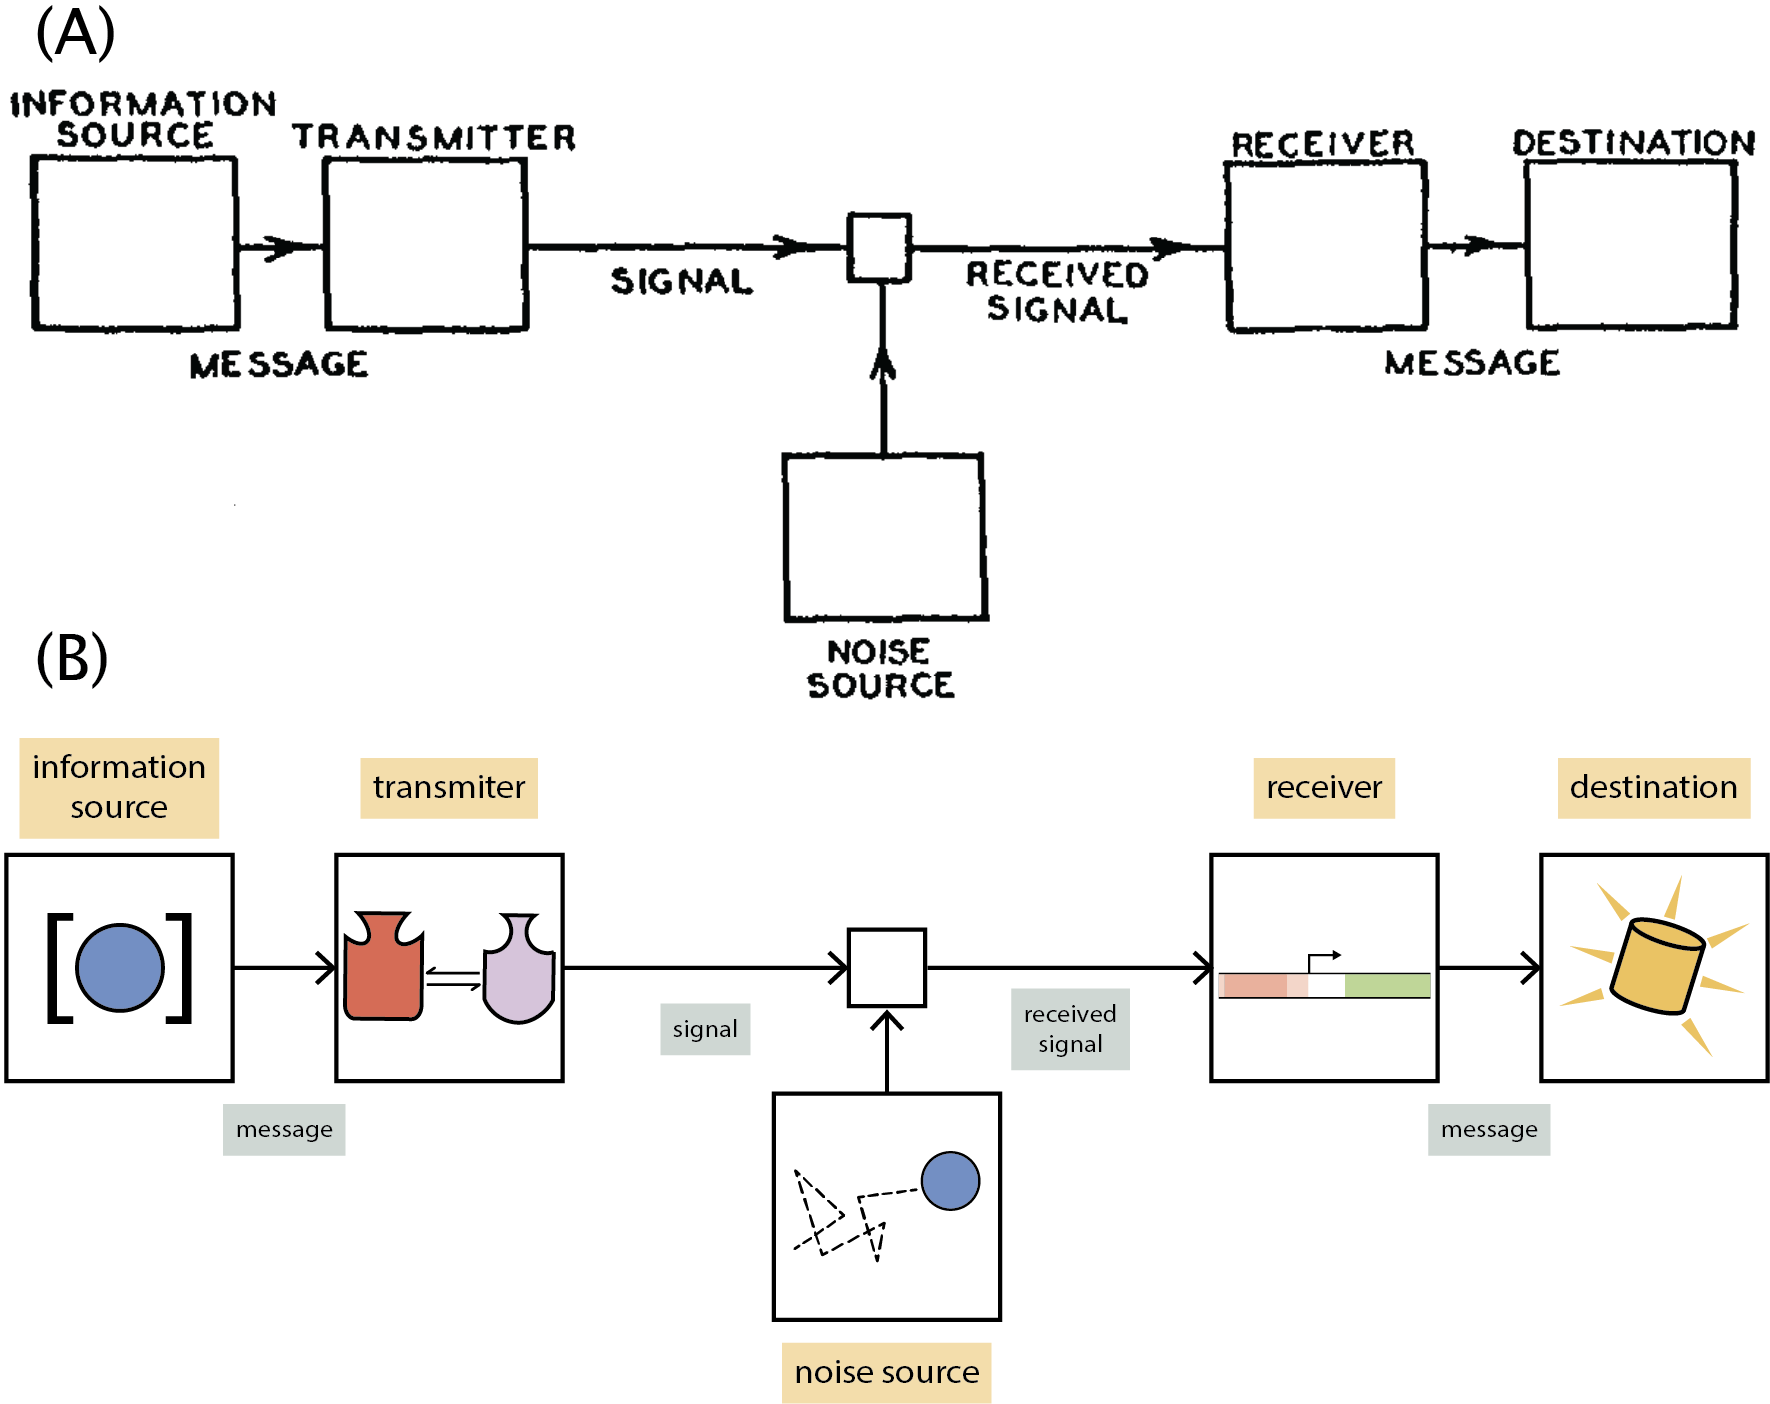 (A)
INFORMATION
SOURCE
TRANSMITTER
RECEIVER
DESTINATION
SIGNAL
RECEIVED
SIGNAL
MESSAGE
MESSAGE
NOISE
SOURCE
(B)
information
source
transmiter
receiver
destination
signal
received
signal
message
message
noise source